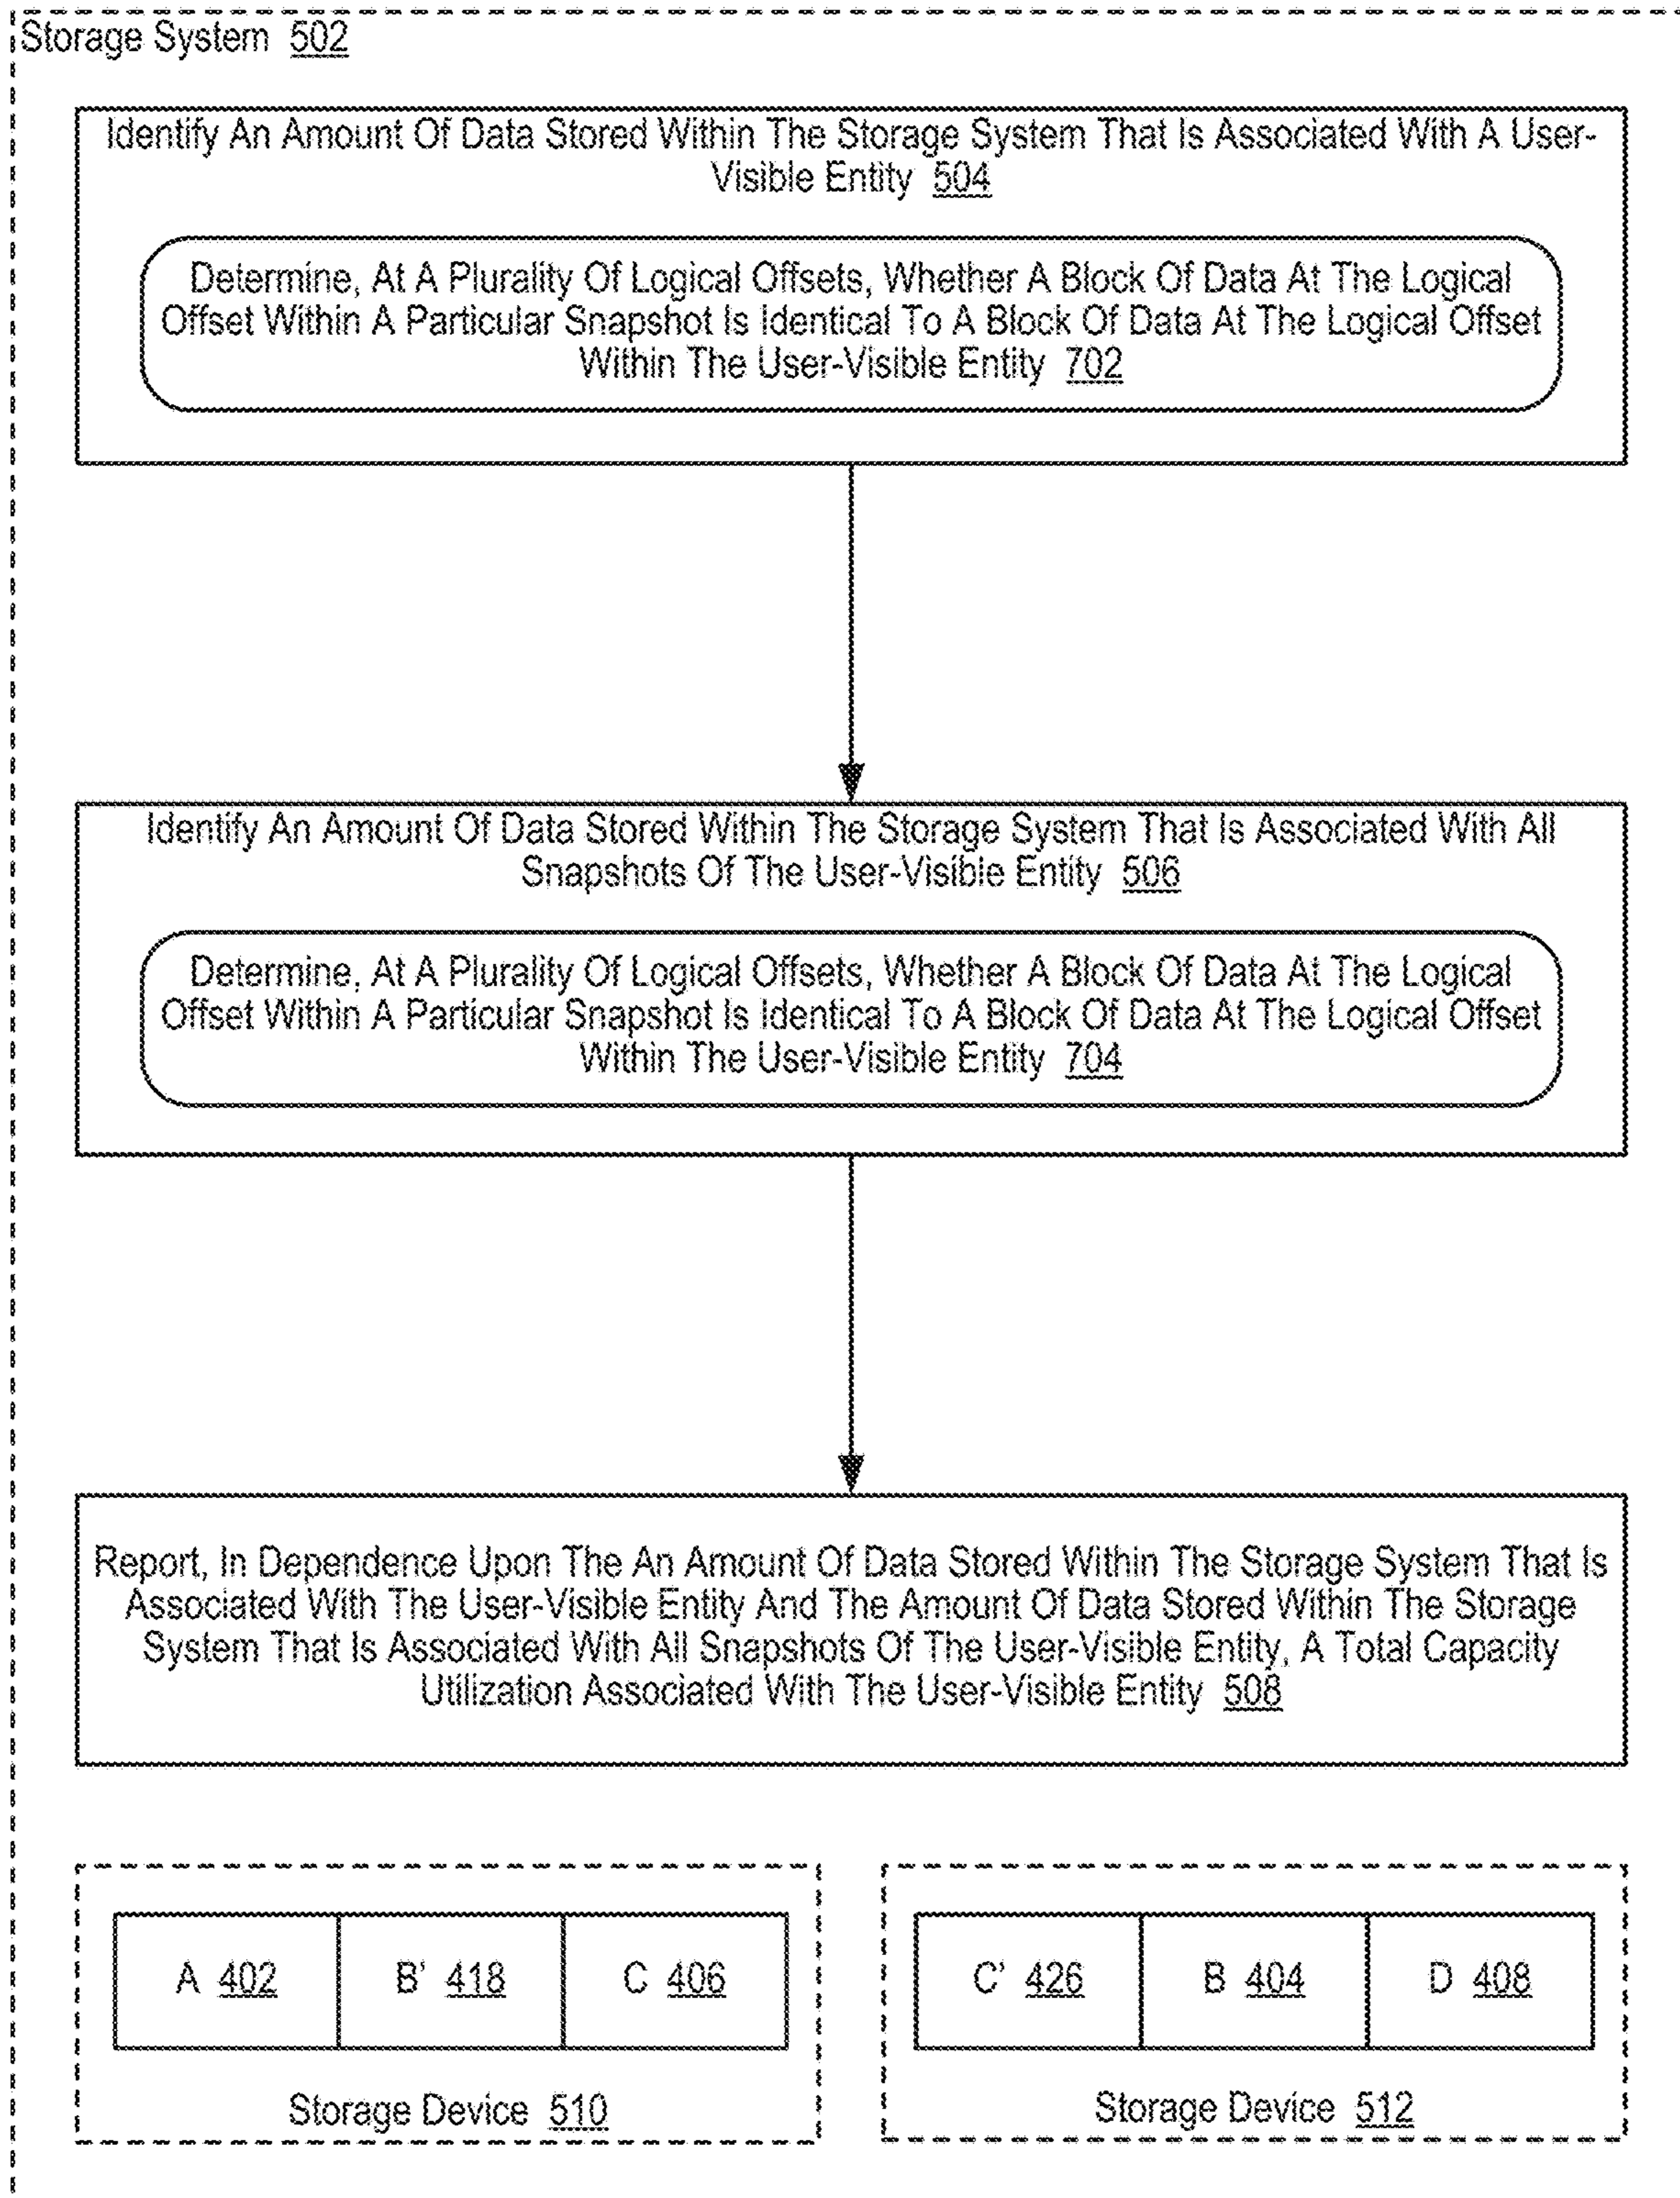 Storage System 502
Identify An Amount Of Data Stored Within The Storage System That Is Associated With A User-
Visible Entity 504
Determine, At A Plurality Of Logical Offsets, Whether A Block Of Data At The Logical
Offset Within A Particular Snapshot Is Identical To A Block Of Data At The Logical Offset
Within The User-Visible Entity 702
Identify An Amount Of Data Stored Within The Storage System That Is Associated With All
Snapshots Of The User-Visible Entity 506
Determine, At A Plurality Of Logical Offsets, Whether A Block Of Data At The Logical
Offset Within A Particular Snapshot Is Identical To A Block Of Data At The Logical Offset
Within The User-Visible Entity 704
Report, In Dependence Upon The An Amount Of Data Stored Within The Storage System That Is
Associated With The User-Visible Entity And The Amount Of Data Stored Within The Storage
System That Is Associated With All Snapshots Of The User-Visible Entity, A Total Capacity
Utilization Associated With The User-Visible Entity 508
A 402 B' 418 C 406
C' 426 B 404 D 408
Storage Device 510
Storage Device 512